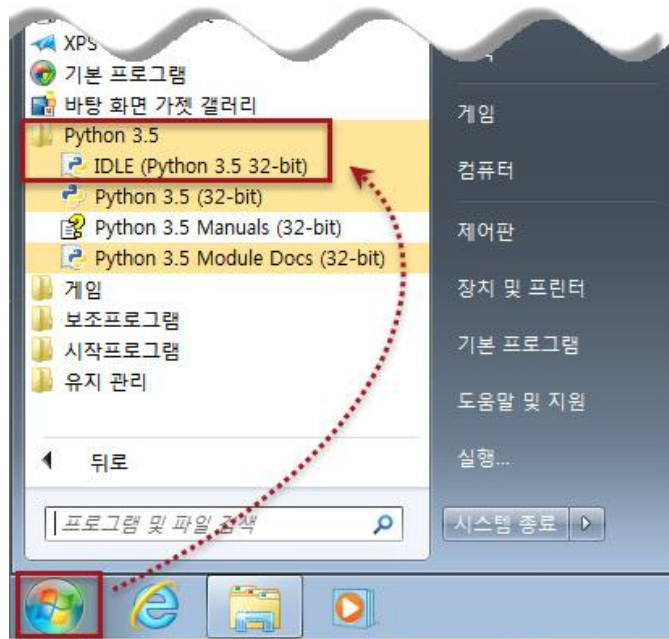 XPS
기본 프로그램
바탕 화면 가젯 갤러리
Python 3.5
IDLE (Python 3.5 32-bit)
Python 3.5 (32-bit)
Python 3.5 Manuals (32-bit)
Python 3.5 Module Docs (32-bit)
게임
보조프로그램
시작프로그램
유지 관리
뒤로
프로그램 및 파일 검색
게임
컴퓨터
제어판
장치 및 프린터
기본 프로그램
도움말 및 지원
실행...
시스템 종료